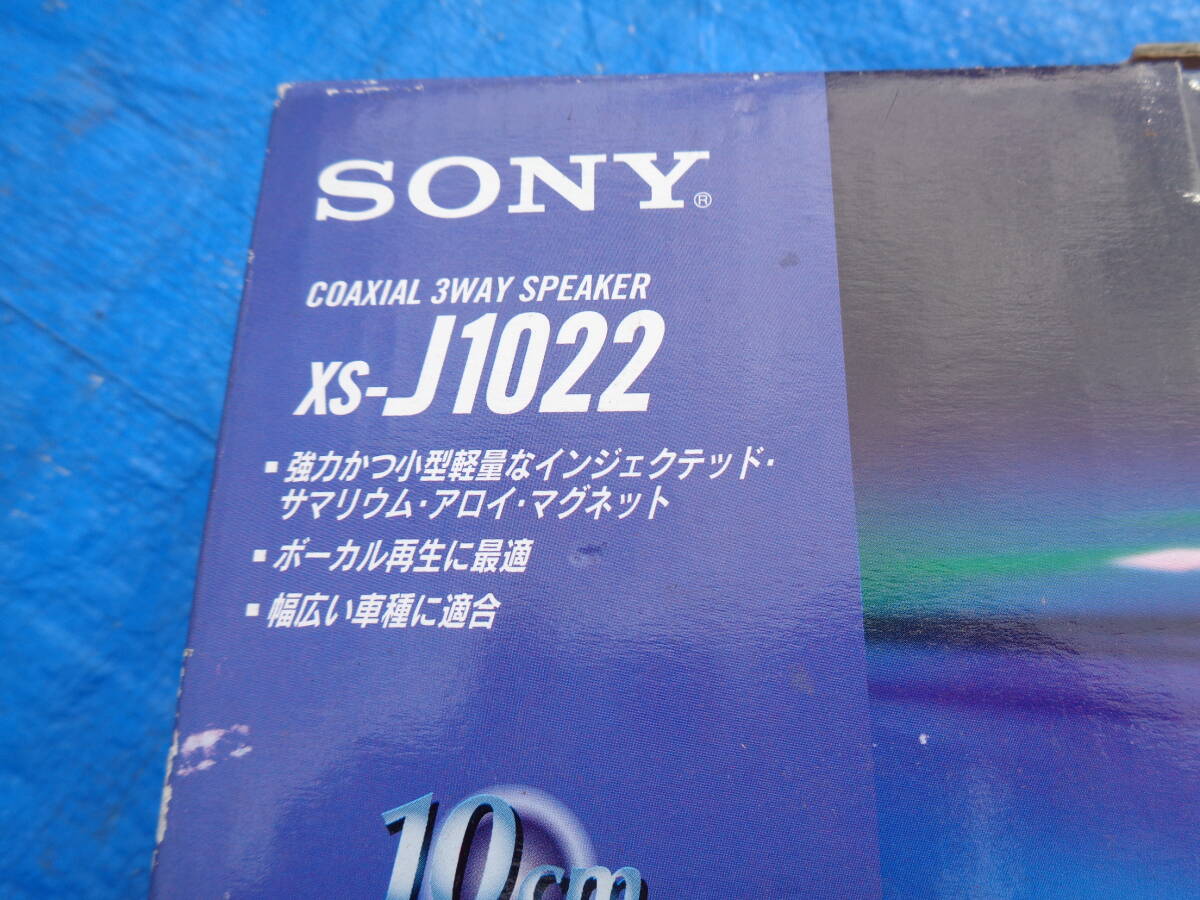 SONY®
COAXIAL 3WAY SPEAKER
XS-J1022
▪強力かつ小型軽量なインジェクテッド・
サマリウム・アロイ・マグネット
▪ボーカル再生に最適
▪幅広い車種に適合
10cm